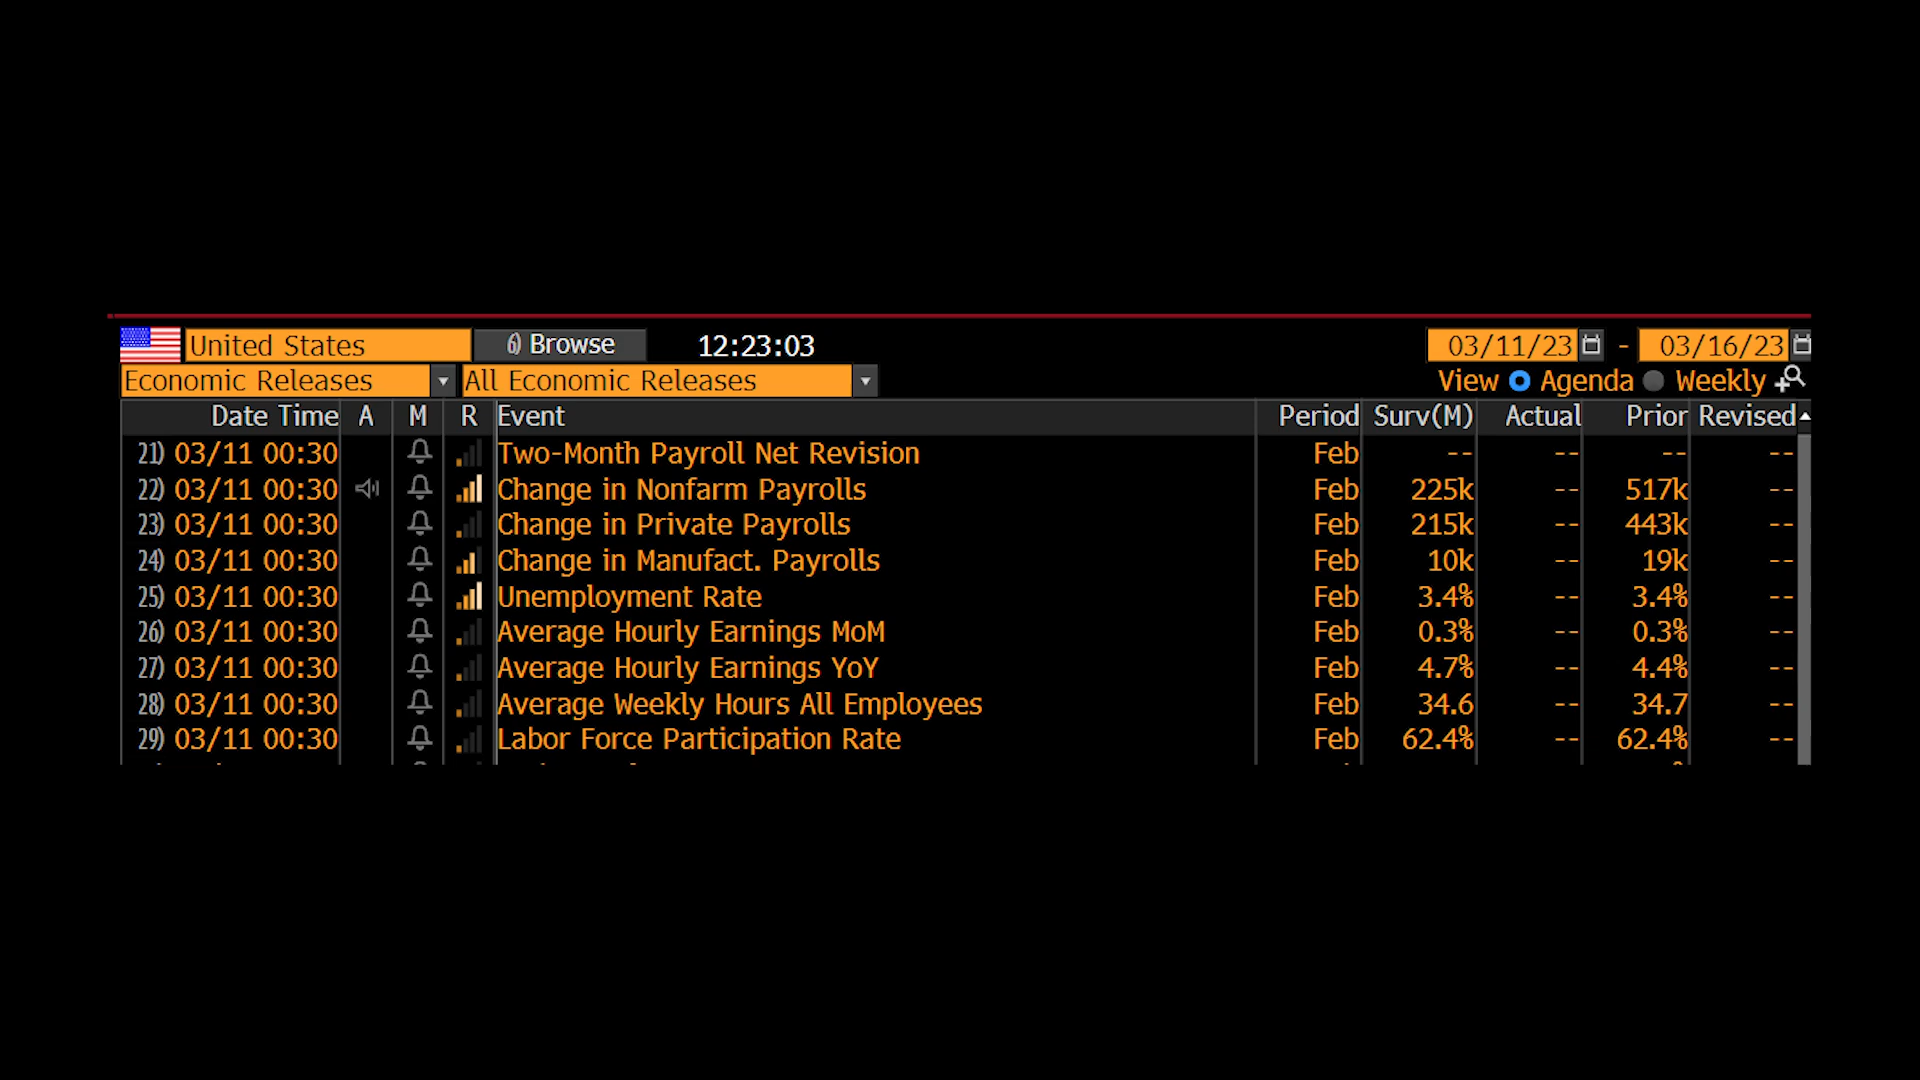 United States 6) Browse 12:23:03 03/11/23 - 03/16/23
Economic Releases All Economic Releases View Agenda Weekly
Date Time A M R Event Period Surv(M) Actual Prior Revised
21) 03/11 00:30 Two-Month Payroll Net Revision Feb -- -- -- --
22) 03/11 00:30 Change in Nonfarm Payrolls Feb 225k -- 517k --
23) 03/11 00:30 Change in Private Payrolls Feb 215k -- 443k --
24) 03/11 00:30 Change in Manufact. Payrolls Feb 10k -- 19k --
25) 03/11 00:30 Unemployment Rate Feb 3.4% -- 3.4% --
26) 03/11 00:30 Average Hourly Earnings MoM Feb 0.3% -- 0.3% --
27) 03/11 00:30 Average Hourly Earnings YoY Feb 4.7% -- 4.4% --
28) 03/11 00:30 Average Weekly Hours All Employees Feb 34.6 -- 34.7 --
29) 03/11 00:30 Labor Force Participation Rate Feb 62.4% -- 62.4% --